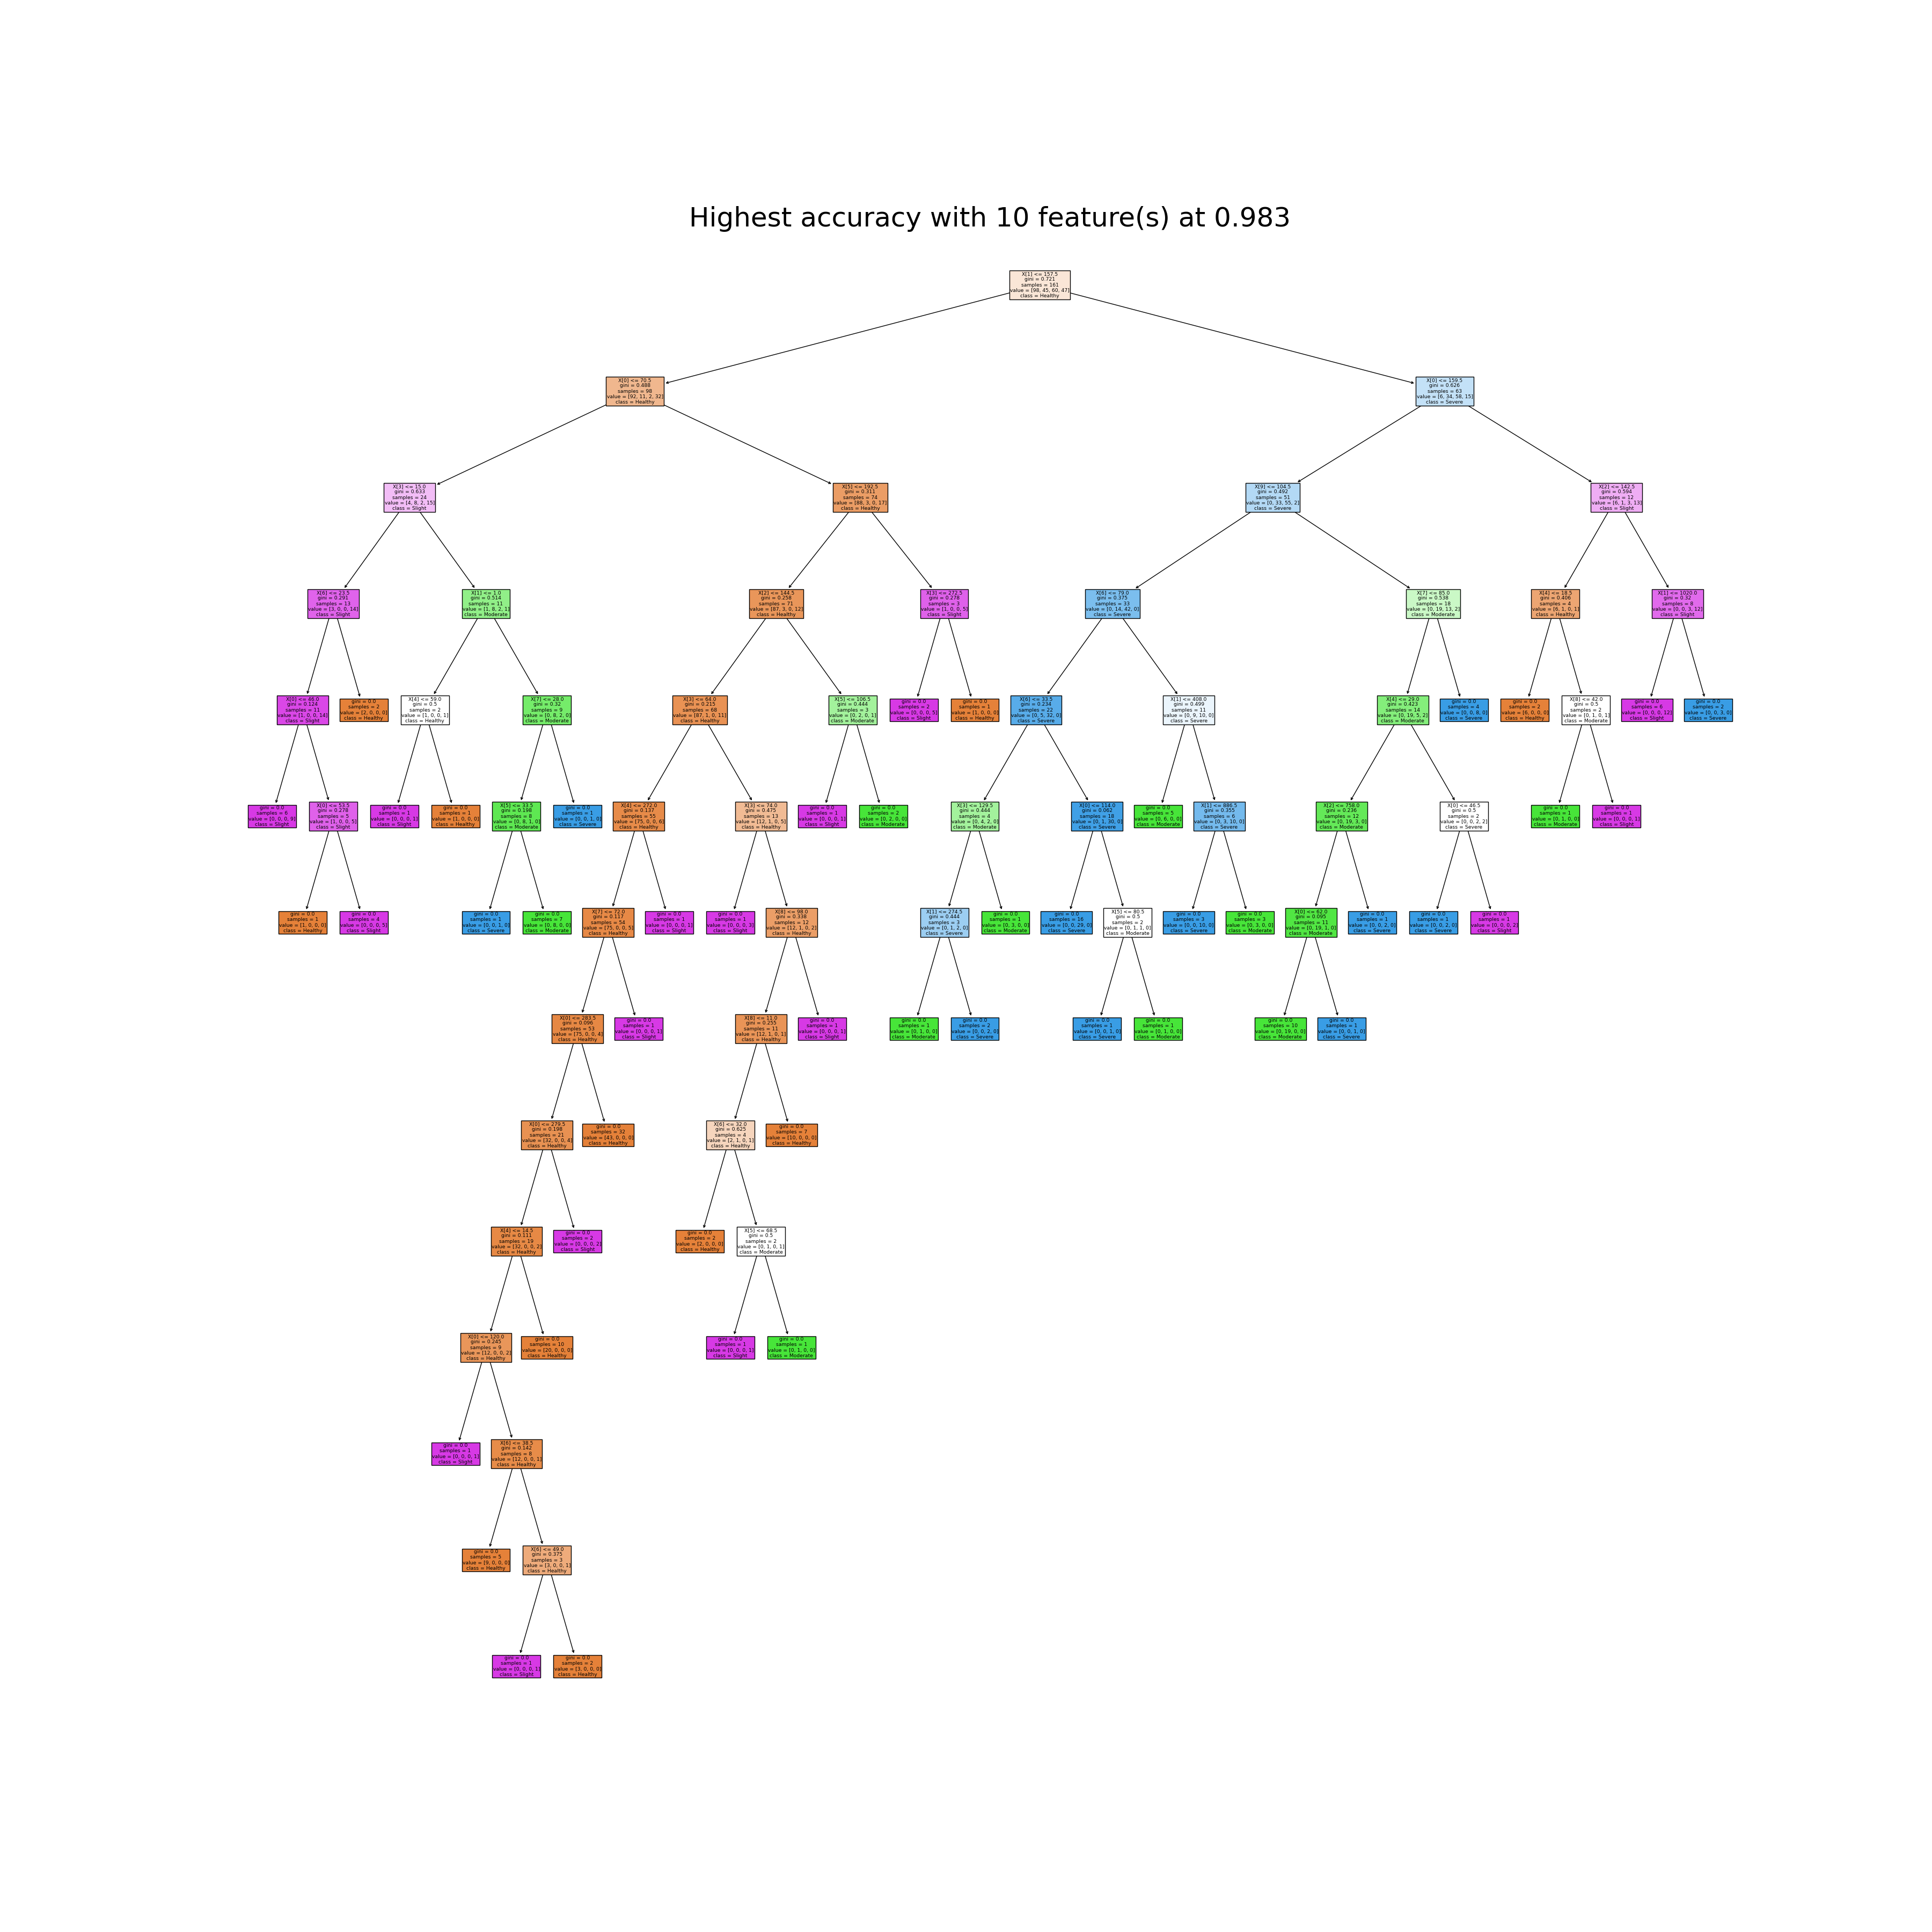 Highest accuracy with 10 feature(s) at 0.983
X[1] <= 157.5
gini = 0.721
samples = 161
value = [98, 45, 60, 47]
class = Healthy
X[0] <= 70.5
gini = 0.488
samples = 98
value = [92, 11, 2, 32]
class = Healthy
X[0] <= 159.5
gini = 0.626
samples = 63
value = [6, 34, 58, 15]
class = Severe
X[3] <= 15.0
gini = 0.633
samples = 24
value = [4, 8, 2, 15]
class = Slight
X[5] <= 192.5
gini = 0.311
samples = 74
value = [88, 3, 0, 17]
class = Healthy
X[9] <= 104.5
gini = 0.492
samples = 51
value = [0, 33, 55, 2]
class = Severe
X[2] <= 142.5
gini = 0.594
samples = 12
value = [6, 1, 3, 13]
class = Slight
X[6] <= 23.5
gini = 0.291
samples = 13
value = [3, 0, 0, 14]
class = Slight
X[1] <= 1.0
gini = 0.514
samples = 11
value = [1, 8, 2, 1]
class = Moderate
X[2] <= 144.5
gini = 0.258
samples = 71
value = [87, 3, 0, 12]
class = Healthy
X[3] <= 272.5
gini = 0.278
samples = 3
value = [1, 0, 0, 5]
class = Slight
X[6] <= 79.0
gini = 0.375
samples = 33
value = [0, 14, 42, 0]
class = Severe
X[7] <= 85.0
gini = 0.538
samples = 18
value = [0, 19, 13, 2]
class = Moderate
X[4] <= 18.5
gini = 0.406
samples = 4
value = [6, 1, 0, 1]
class = Healthy
X[1] <= 1020.0
gini = 0.32
samples = 8
value = [0, 0, 3, 12]
class = Slight
X[0] <= 46.0
gini = 0.124
samples = 11
value = [1, 0, 0, 14]
class = Slight
gini = 0.0
samples = 2
value = [2, 0, 0, 0]
class = Healthy
X[4] <= 59.0
gini = 0.5
samples = 2
value = [1, 0, 0, 1]
class = Healthy
X[7] <= 28.0
gini = 0.32
samples = 9
value = [0, 8, 2, 0]
class = Moderate
X[3] <= 64.0
gini = 0.215
samples = 68
value = [87, 1, 0, 11]
class = Healthy
X[5] <= 106.5
gini = 0.444
samples = 3
value = [0, 2, 0, 1]
class = Moderate
gini = 0.0
samples = 2
value = [0, 0, 0, 5]
class = Slight
gini = 0.0
samples = 1
value = [1, 0, 0, 0]
class = Healthy
X[6] <= 33.5
gini = 0.234
samples = 22
value = [0, 5, 32, 0]
class = Severe
X[1] <= 408.0
gini = 0.499
samples = 11
value = [0, 9, 10, 0]
class = Severe
X[4] <= 29.0
gini = 0.423
samples = 14
value = [0, 19, 5, 2]
class = Moderate
gini = 0.0
samples = 4
value = [0, 0, 8, 0]
class = Severe
gini = 0.0
samples = 2
value = [6, 0, 0, 0]
class = Healthy
X[8] <= 42.0
gini = 0.5
samples = 2
value = [0, 1, 0, 1]
class = Moderate
gini = 0.0
samples = 6
value = [0, 0, 0, 12]
class = Slight
gini = 0.0
samples = 2
value = [0, 0, 3, 0]
class = Severe
gini = 0.0
samples = 6
value = [0, 0, 0, 9]
class = Slight
X[0] <= 53.5
gini = 0.278
samples = 5
value = [1, 0, 0, 5]
class = Slight
gini = 0.0
samples = 1
value = [0, 0, 0, 1]
class = Slight
gini = 0.0
samples = 1
value = [1, 0, 0, 0]
class = Healthy
X[5] <= 33.5
gini = 0.198
samples = 8
value = [0, 8, 1, 0]
class = Moderate
gini = 0.0
samples = 1
value = [0, 0, 1, 0]
class = Severe
X[4] <= 272.0
gini = 0.137
samples = 55
value = [75, 0, 0, 6]
class = Healthy
X[3] <= 74.0
gini = 0.475
samples = 13
value = [12, 1, 0, 5]
class = Healthy
gini = 0.0
samples = 1
value = [0, 0, 0, 1]
class = Slight
gini = 0.0
samples = 2
value = [0, 2, 0, 0]
class = Moderate
X[3] <= 129.5
gini = 0.444
samples = 4
value = [0, 4, 2, 0]
class = Moderate
X[0] <= 114.0
gini = 0.062
samples = 18
value = [0, 1, 30, 0]
class = Severe
gini = 0.0
samples = 5
value = [0, 6, 0, 0]
class = Moderate
X[1] <= 886.5
gini = 0.355
samples = 6
value = [0, 3, 10, 0]
class = Severe
X[2] <= 758.0
gini = 0.236
samples = 12
value = [0, 19, 3, 0]
class = Moderate
X[0] <= 46.5
gini = 0.5
samples = 2
value = [0, 0, 2, 2]
class = Severe
gini = 0.0
samples = 1
value = [0, 1, 0, 0]
class = Moderate
gini = 0.0
samples = 1
value = [0, 0, 0, 1]
class = Slight
gini = 0.0
samples = 1
value = [1, 0, 0, 0]
class = Healthy
gini = 0.0
samples = 4
value = [0, 0, 0, 5]
class = Slight
gini = 0.0
samples = 1
value = [0, 0, 1, 0]
class = Severe
gini = 0.0
samples = 7
value = [0, 8, 0, 0]
class = Moderate
X[7] <= 72.0
gini = 0.117
samples = 54
value = [75, 0, 0, 5]
class = Healthy
gini = 0.0
samples = 1
value = [0, 0, 0, 1]
class = Slight
gini = 0.0
samples = 1
value = [0, 0, 0, 3]
class = Slight
X[8] <= 98.0
gini = 0.338
samples = 12
value = [12, 1, 0, 2]
class = Healthy
X[1] <= 274.5
gini = 0.444
samples = 3
value = [0, 1, 2, 0]
class = Severe
gini = 0.0
samples = 1
value = [0, 3, 0, 0]
class = Moderate
gini = 0.0
samples = 16
value = [0, 0, 29, 0]
class = Severe
X[5] <= 80.5
gini = 0.5
samples = 2
value = [0, 1, 1, 0]
class = Moderate
gini = 0.0
samples = 3
value = [0, 0, 10, 0]
class = Severe
gini = 0.0
samples = 3
value = [0, 3, 0, 0]
class = Moderate
X[0] <= 62.0
gini = 0.095
samples = 11
value = [0, 19, 1, 0]
class = Moderate
gini = 0.0
samples = 1
value = [0, 0, 2, 0]
class = Severe
gini = 0.0
samples = 1
value = [0, 0, 2, 0]
class = Severe
gini = 0.0
samples = 1
value = [0, 0, 0, 2]
class = Slight
X[0] <= 283.5
gini = 0.096
samples = 53
value = [75, 0, 0, 4]
class = Healthy
gini = 0.0
samples = 1
value = [0, 0, 0, 1]
class = Slight
X[8] <= 11.0
gini = 0.255
samples = 11
value = [12, 1, 0, 1]
class = Healthy
gini = 0.0
samples = 1
value = [0, 0, 0, 1]
class = Slight
gini = 0.0
samples = 1
value = [0, 1, 0, 0]
class = Moderate
gini = 0.0
samples = 2
value = [0, 0, 2, 0]
class = Severe
gini = 0.0
samples = 1
value = [0, 0, 1, 0]
class = Severe
gini = 0.0
samples = 1
value = [0, 1, 0, 0]
class = Moderate
gini = 0.0
samples = 10
value = [0, 19, 0, 0]
class = Moderate
gini = 0.0
samples = 1
value = [0, 0, 1, 0]
class = Severe
X[0] <= 279.5
gini = 0.198
samples = 21
value = [32, 0, 0, 4]
class = Healthy
gini = 0.0
samples = 32
value = [43, 0, 0, 0]
class = Healthy
X[6] <= 32.0
gini = 0.625
samples = 4
value = [2, 1, 0, 1]
class = Healthy
gini = 0.0
samples = 7
value = [10, 0, 0, 0]
class = Healthy
X[4] <= 14.5
gini = 0.111
samples = 19
value = [32, 0, 0, 2]
class = Healthy
gini = 0.0
samples = 2
value = [0, 0, 0, 2]
class = Slight
gini = 0.0
samples = 2
value = [2, 0, 0, 0]
class = Healthy
X[5] <= 68.5
gini = 0.5
samples = 2
value = [0, 1, 0, 1]
class = Moderate
X[0] <= 120.0
gini = 0.245
samples = 9
value = [12, 0, 0, 2]
class = Healthy
gini = 0.0
samples = 10
value = [20, 0, 0, 0]
class = Healthy
gini = 0.0
samples = 1
value = [0, 0, 0, 1]
class = Slight
gini = 0.0
samples = 1
value = [0, 1, 0, 0]
class = Moderate
gini = 0.0
samples = 1
value = [0, 0, 0, 1]
class = Slight
X[6] <= 38.5
gini = 0.142
samples = 8
value = [12, 0, 0, 1]
class = Healthy
gini = 0.0
samples = 5
value = [9, 0, 0, 0]
class = Healthy
X[6] <= 49.0
gini = 0.375
samples = 3
value = [3, 0, 0, 1]
class = Healthy
gini = 0.0
samples = 1
value = [0, 0, 0, 1]
class = Slight
gini = 0.0
samples = 2
value = [3, 0, 0, 0]
class = Healthy